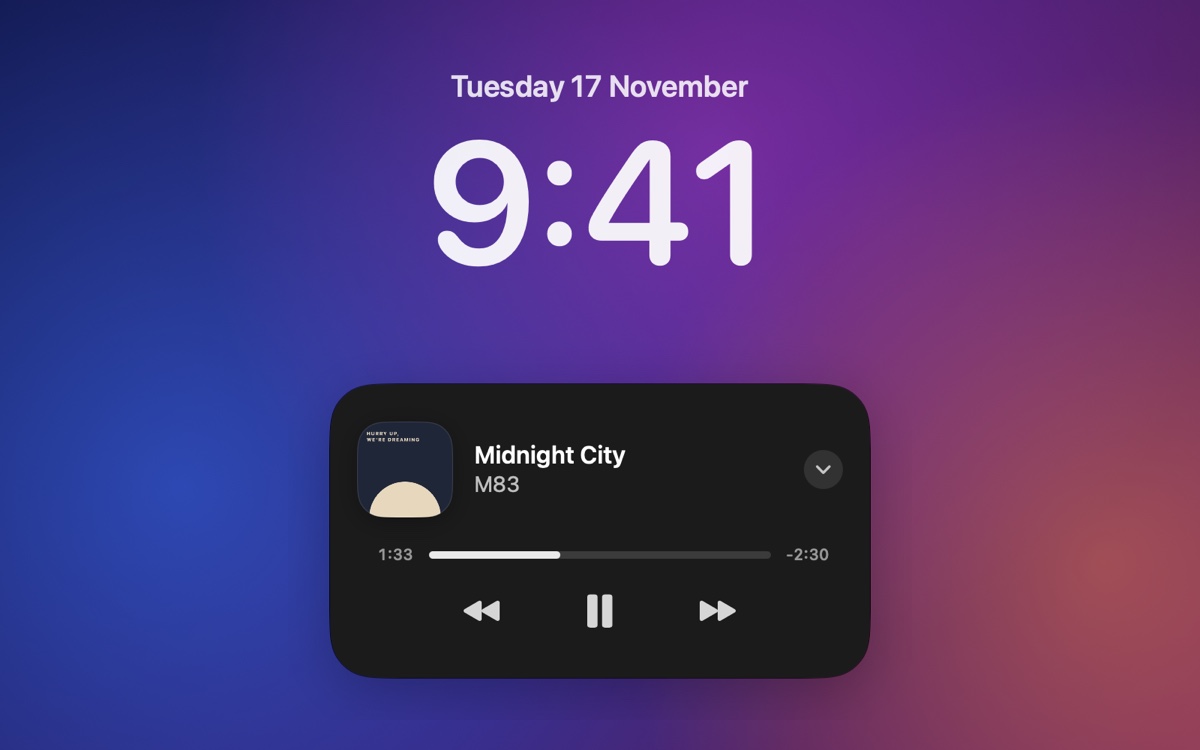 Tuesday 17 November
9:41
HURRY UP,
WE'RE DREAMING
Midnight City
M83
1:33
-2:30